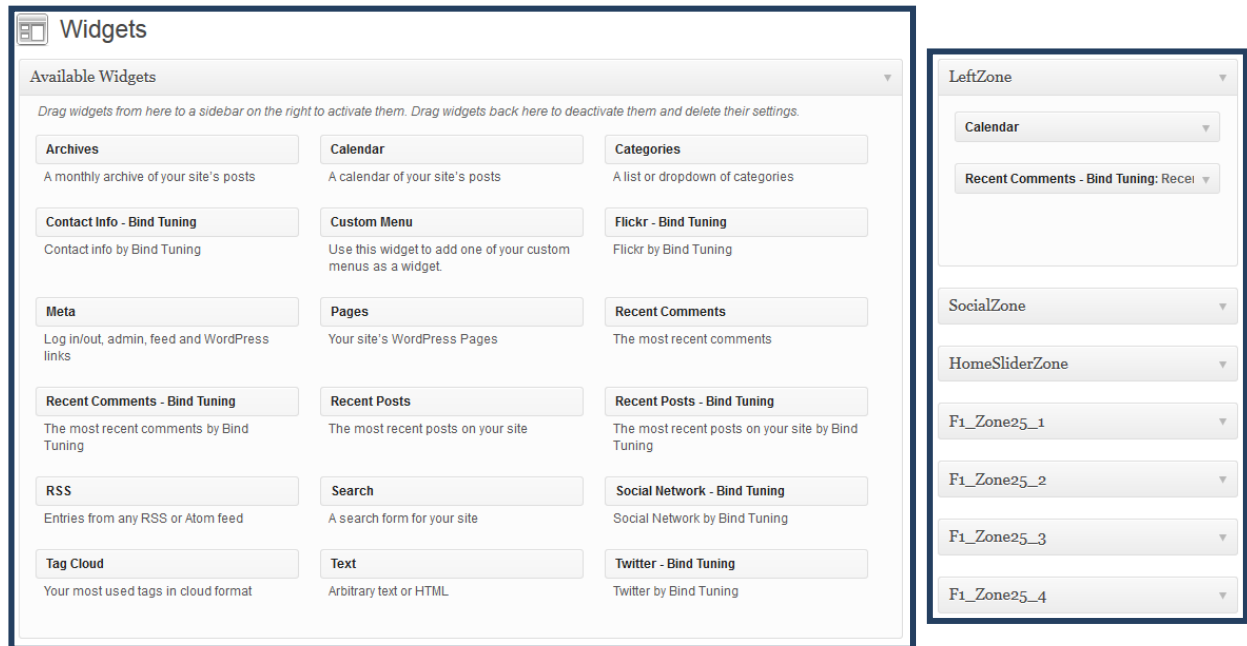 Widgets
Available Widgets
Drag widgets from here to a sidebar on the right to activate them. Drag widgets back here to deactivate them and delete their settings.
Archives
Calendar
Categories
A monthly archive of your site's posts
A calendar of your site's posts
A list or dropdown of categories
Contact Info - Bind Tuning
Custom Menu
Flickr - Bind Tuning
Contact info by Bind Tuning
Use this widget to add one of your custom
menus as a widget.
Flickr by Bind Tuning
Meta
Pages
Recent Comments
Log in/out, admin, feed and WordPress
links
Your site's WordPress Pages
The most recent comments
Recent Comments - Bind Tuning
Recent Posts
Recent Posts - Bind Tuning
The most recent comments by Bind
Tuning
The most recent posts on your site
The most recent posts on your site by Bind
Tuning
RSS
Search
Social Network - Bind Tuning
Entries from any RSS or Atom feed
A search form for your site
Social Network by Bind Tuning
Tag Cloud
Text
Twitter - Bind Tuning
Your most used tags in cloud format
Arbitrary text or HTML
Twitter by Bind Tuning
LeftZone
Calendar
Recent Comments - Bind Tuning: Recei
SocialZone
HomeSliderZone
F1_Zone25_1
F1_Zone25_2
F1_Zone25_3
F1_Zone25_4